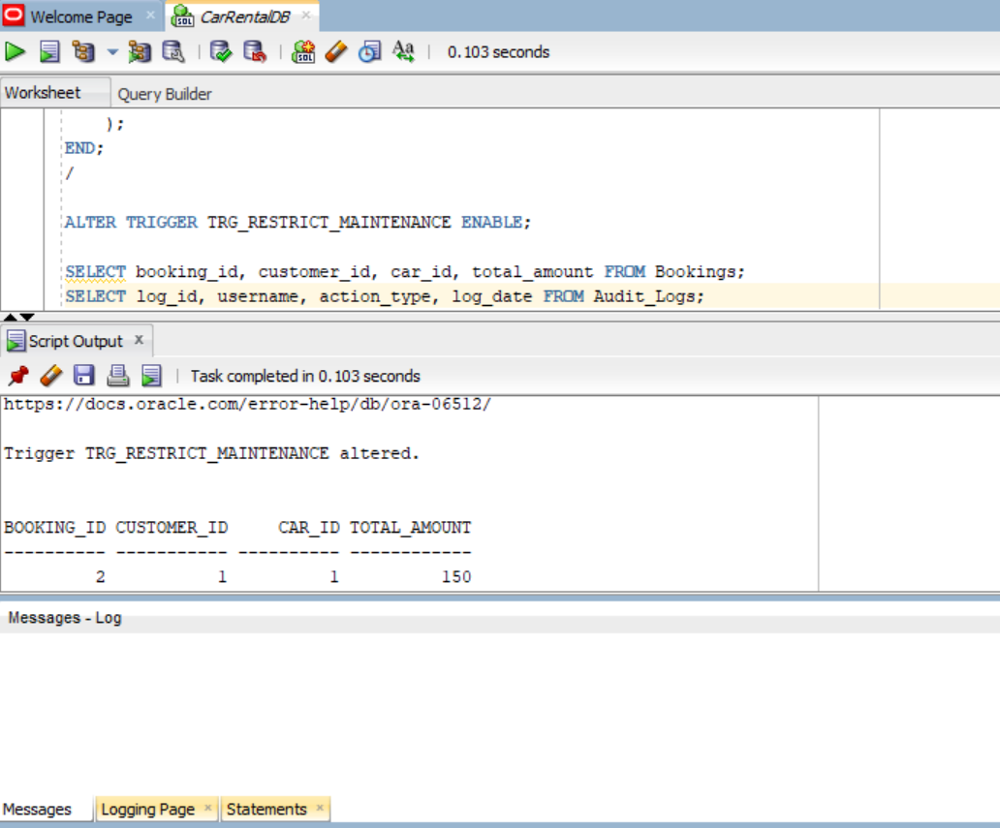 Welcome Page
CarRentalDB
0.103 seconds
Worksheet
Query Builder
);
END;
/
ALTER TRIGGER TRG_RESTRICT_MAINTENANCE ENABLE;
SELECT booking_id, customer_id, car_id, total_amount FROM Bookings;
SELECT log_id, username, action_type, log_date FROM Audit_Logs;
Script Output
Task completed in 0.103 seconds
https://docs.oracle.com/error-help/db/ora-06512/
Trigger TRG_RESTRICT_MAINTENANCE altered.
BOOKING_ID CUSTOMER_ID     CAR_ID TOTAL_AMOUNT
---------- ----------- ---------- ------------
         2           1          1          150
Messages - Log
Messages
Logging Page
Statements